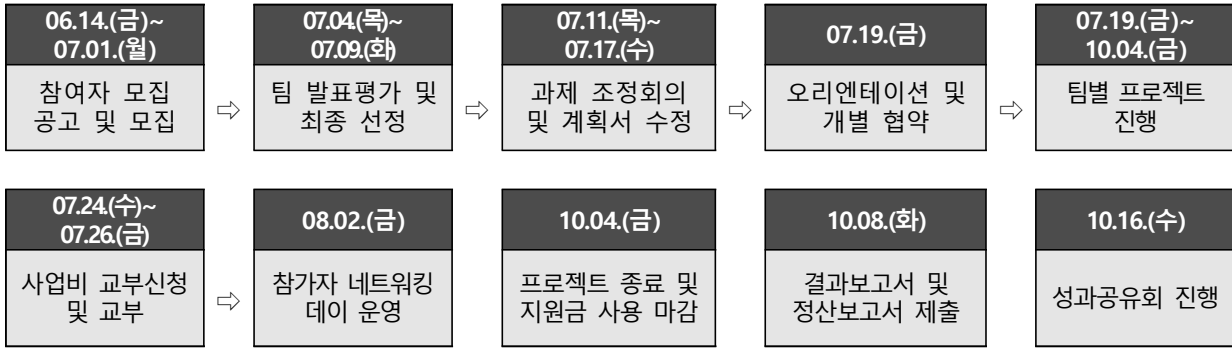 06.14.(금)~
07.01.(월)
참여자 모집
공고 및 모집
⇨
07.04.(목)~
07.09.(화)
팀 발표평가 및
최종 선정
⇨
07.11.(목)~
07.17.(수)
과제 조정회의
및 계획서 수정
⇨
07.19.(금)
오리엔테이션 및
개별 협약
⇨
07.19.(금)~
10.04.(금)
팀별 프로젝트
진행
07.24.(수)~
07.26.(금)
사업비 교부신청
및 교부
⇨
08.02.(금)
참가자 네트워킹
데이 운영
10.04.(금)
프로젝트 종료 및
지원금 사용 마감
10.08.(화)
결과보고서 및
정산보고서 제출
10.16.(수)
성과공유회 진행